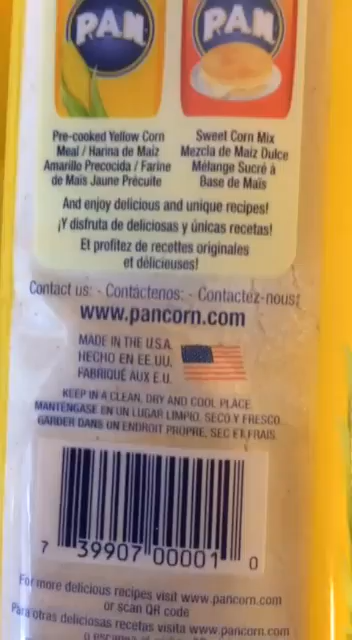 P.A.N. P.A.N.
Pre-cooked Yellow Corn
Meal / Harina de Maíz
Amarillo Precocida / Farine
de Maïs Jaune Précuite
Sweet Corn Mix
Mezcla de Maíz Dulce
Mélange Sucré à
Base de Maïs
And enjoy delicious and unique recipes!
¡Y disfruta de deliciosas y únicas recetas!
Et profitez de recettes originales
et délicieuses!
Contact us: - Contáctenos: - Contactez-nous:
www.pancorn.com
MADE IN THE U.S.A.
HECHO EN EE.UU.
FABRIQUÉ AUX E.U.
KEEP IN A CLEAN, DRY AND COOL PLACE
MANTÉNGASE EN UN LUGAR LIMPIO, SECO Y FRESCO
GARDER DANS UN ENDROIT PROPRE, SEC ET FRAIS
7 39907 00001 0
For more delicious recipes visit www.pancorn.com
or scan QR code
Para otras deliciosas recetas visita www.pancorn.com